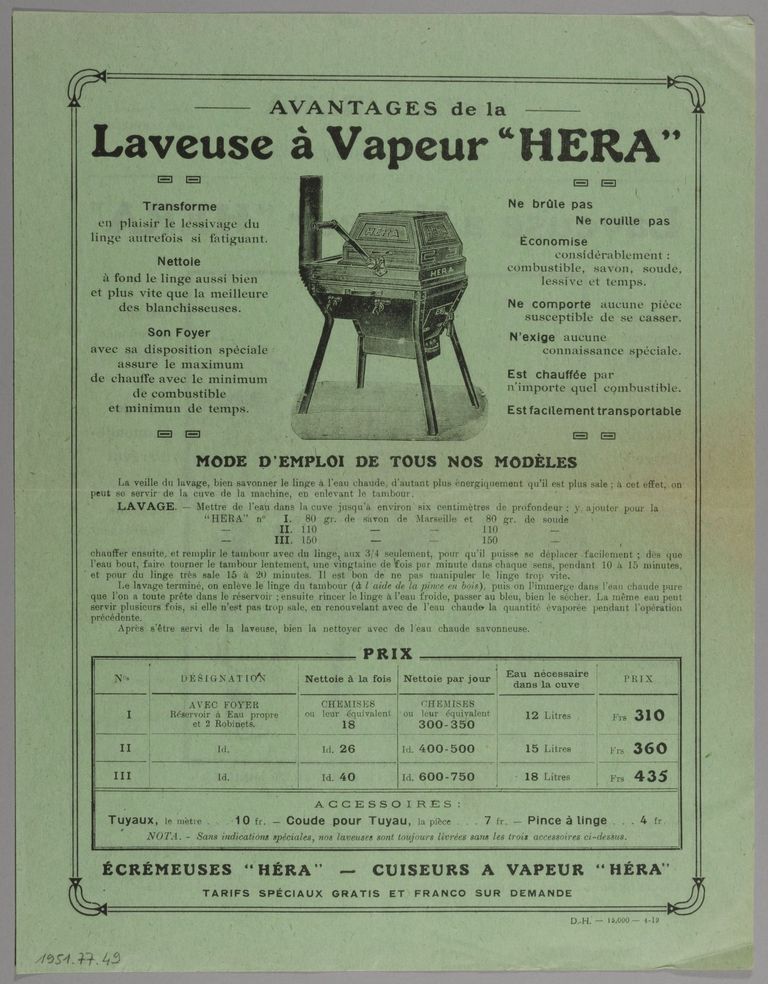 AVANTAGES de la
Laveuse à Vapeur "HERA"
Transforme
en plaisir le lessivage du
linge autrefois si fatiguant.
Nettoie
à fond le linge aussi bien
et plus vite que la meilleure
des blanchisseuses.
Son Foyer
avec sa disposition spéciale
assure le maximum
de chauffe avec le minimum
de combustible
et minimun de temps.
HERA
HERA
Ne brûle pas
Ne rouille pas
Économise
considérablement :
combustible, savon, soude,
lessive et temps.
Ne comporte aucune pièce
susceptible de se casser.
N'exige aucune
connaissance spéciale.
Est chauffée par
n'importe quel combustible.
Est facilement transportable
MODE D'EMPLOI DE TOUS NOS MODÈLES
La veille du lavage, bien savonner le linge à l'eau chaude, d'autant plus énergiquement qu'il est plus sale ; à cet effet, on
peut se servir de la cuve de la machine, en enlevant le tambour.
LAVAGE. — Mettre de l'eau dans la cuve jusqu'à environ six centimètres de profondeur ; y ajouter pour la
"HERA" nº I. 80 gr. de savon de Marseille et 80 gr. de soude
— II. 110 — — 110 —
— III. 150 — — 150 —
chauffer ensuite, et remplir le tambour avec du linge, aux 3/4 seulement, pour qu'il puisse se déplacer facilement ; dès que
l'eau bout, faire tourner le tambour lentement, une vingtaine de fois par minute dans chaque sens, pendant 10 à 15 minutes,
et pour du linge très sale 15 à 20 minutes. Il est bon de ne pas manipuler le linge trop vite.
Le lavage terminé, on enlève le linge du tambour (à l'aide de la pince en bois), puis on l'immerge dans l'eau chaude pure
que l'on a toute prête dans le réservoir ; ensuite rincer le linge à l'eau froide, passer au bleu, bien le sécher. La même eau peut
servir plusieurs fois, si elle n'est pas trop sale, en renouvelant avec de l'eau chaude la quantité évaporée pendant l'opération
précédente.
Après s'être servi de la laveuse, bien la nettoyer avec de l'eau chaude savonneuse.
PRIX
Nos DESIGNATION Nettoie à la fois Nettoie par jour Eau nécessaire dans la cuve PRIX
I AVEC FOYER Réservoir à Eau propre et 2 Robinets. CHEMISES ou leur équivalent 18 CHEMISES ou leur équivalent 300-350 12 Litres Frs 310
II Id. Id. 26 Id. 400-500 15 Litres Frs 360
III Id. Id. 40 Id. 600-750 18 Litres Frs 435
ACCESSOIRES :
Tuyaux, le mètre . . 10 fr. — Coude pour Tuyau, la pièce . . . 7 fr. — Pince à linge . . . 4 fr
NOTA. - Sans indications spéciales, nos laveuses sont toujours livrées sans les trois accessoires ci-dessus.
ÉCRÉMEUSES "HÉRA" — CUISEURS A VAPEUR "HÉRA"
TARIFS SPÉCIAUX GRATIS ET FRANCO SUR DEMANDE
D.-H. — 15,000 — 4-19
1951.77.49